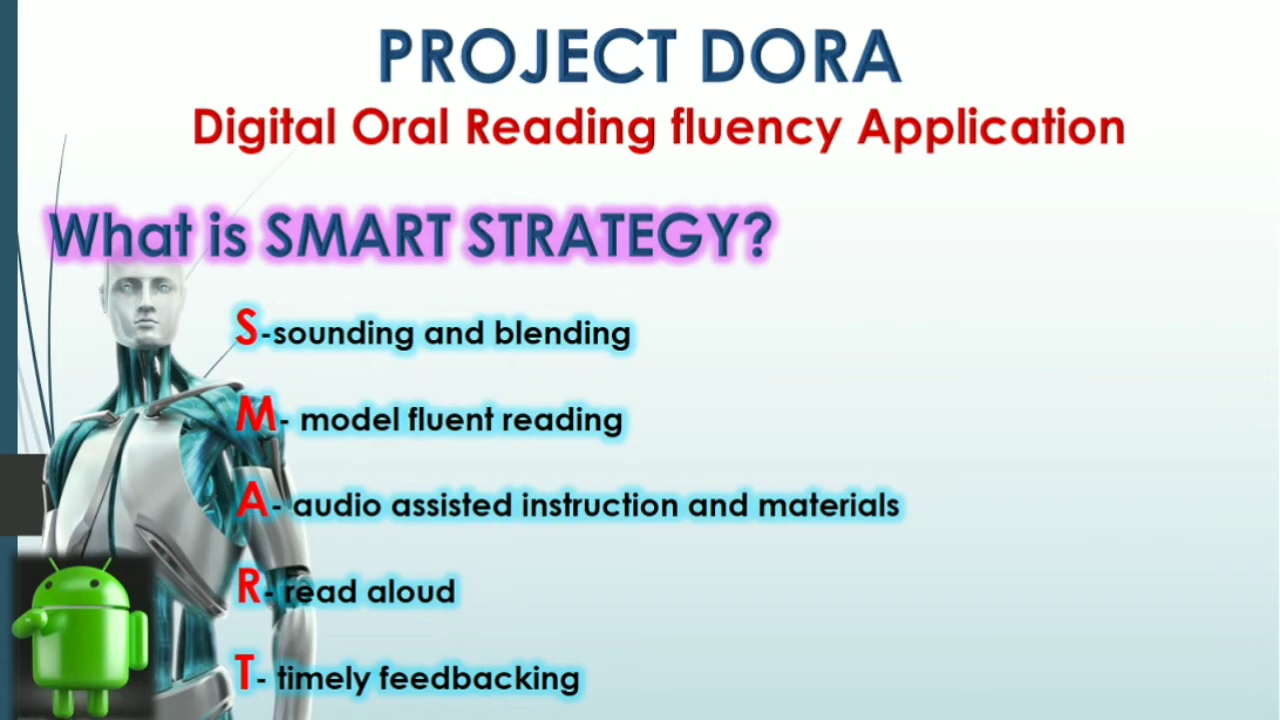 PROJECT DORA
Digital Oral Reading fluency Application
What is SMART STRATEGY?
S-sounding and blending
M- model fluent reading
A- audio assisted instruction and materials
R- read aloud
T- timely feedbacking